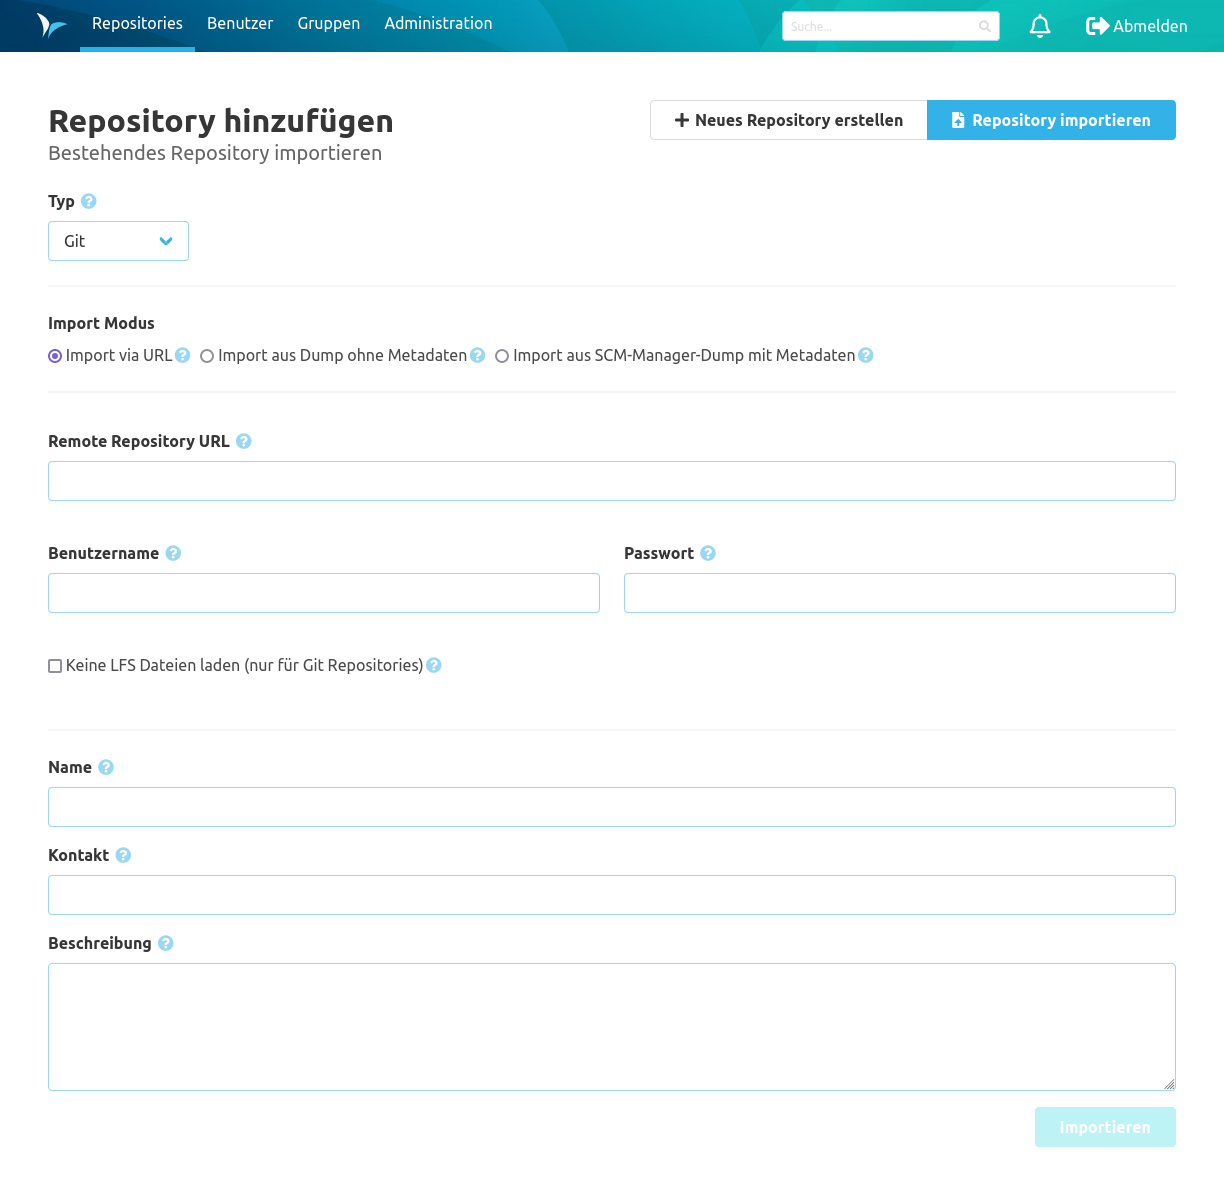 Repositories Benutzer Gruppen Administration Suche... Abmelden
Repository hinzufügen
Neues Repository erstellen Repository importieren
Bestehendes Repository importieren
Typ
Git
Import Modus
Import via URL Import aus Dump ohne Metadaten Import aus SCM-Manager-Dump mit Metadaten
Remote Repository URL
Benutzername Passwort
Keine LFS Dateien laden (nur für Git Repositories)
Name
Kontakt
Beschreibung
Importieren